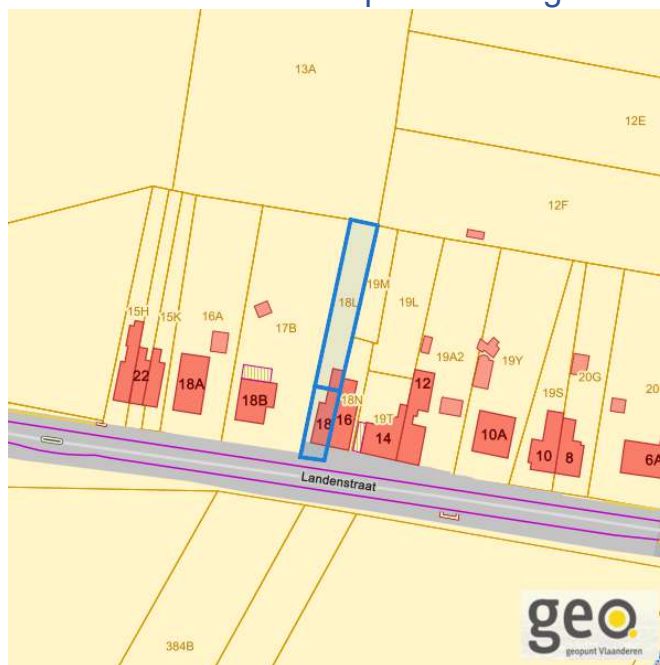 13A
12E
12F
19M
18L
19L
15H
15K
16A
17B
19A2
19Y
20G
19S
20
22
18A
18B
18N
12
18
16
19T
14
10A
10
8
6A
Landenstraat
384B
geo
geopunt Vlaanderen